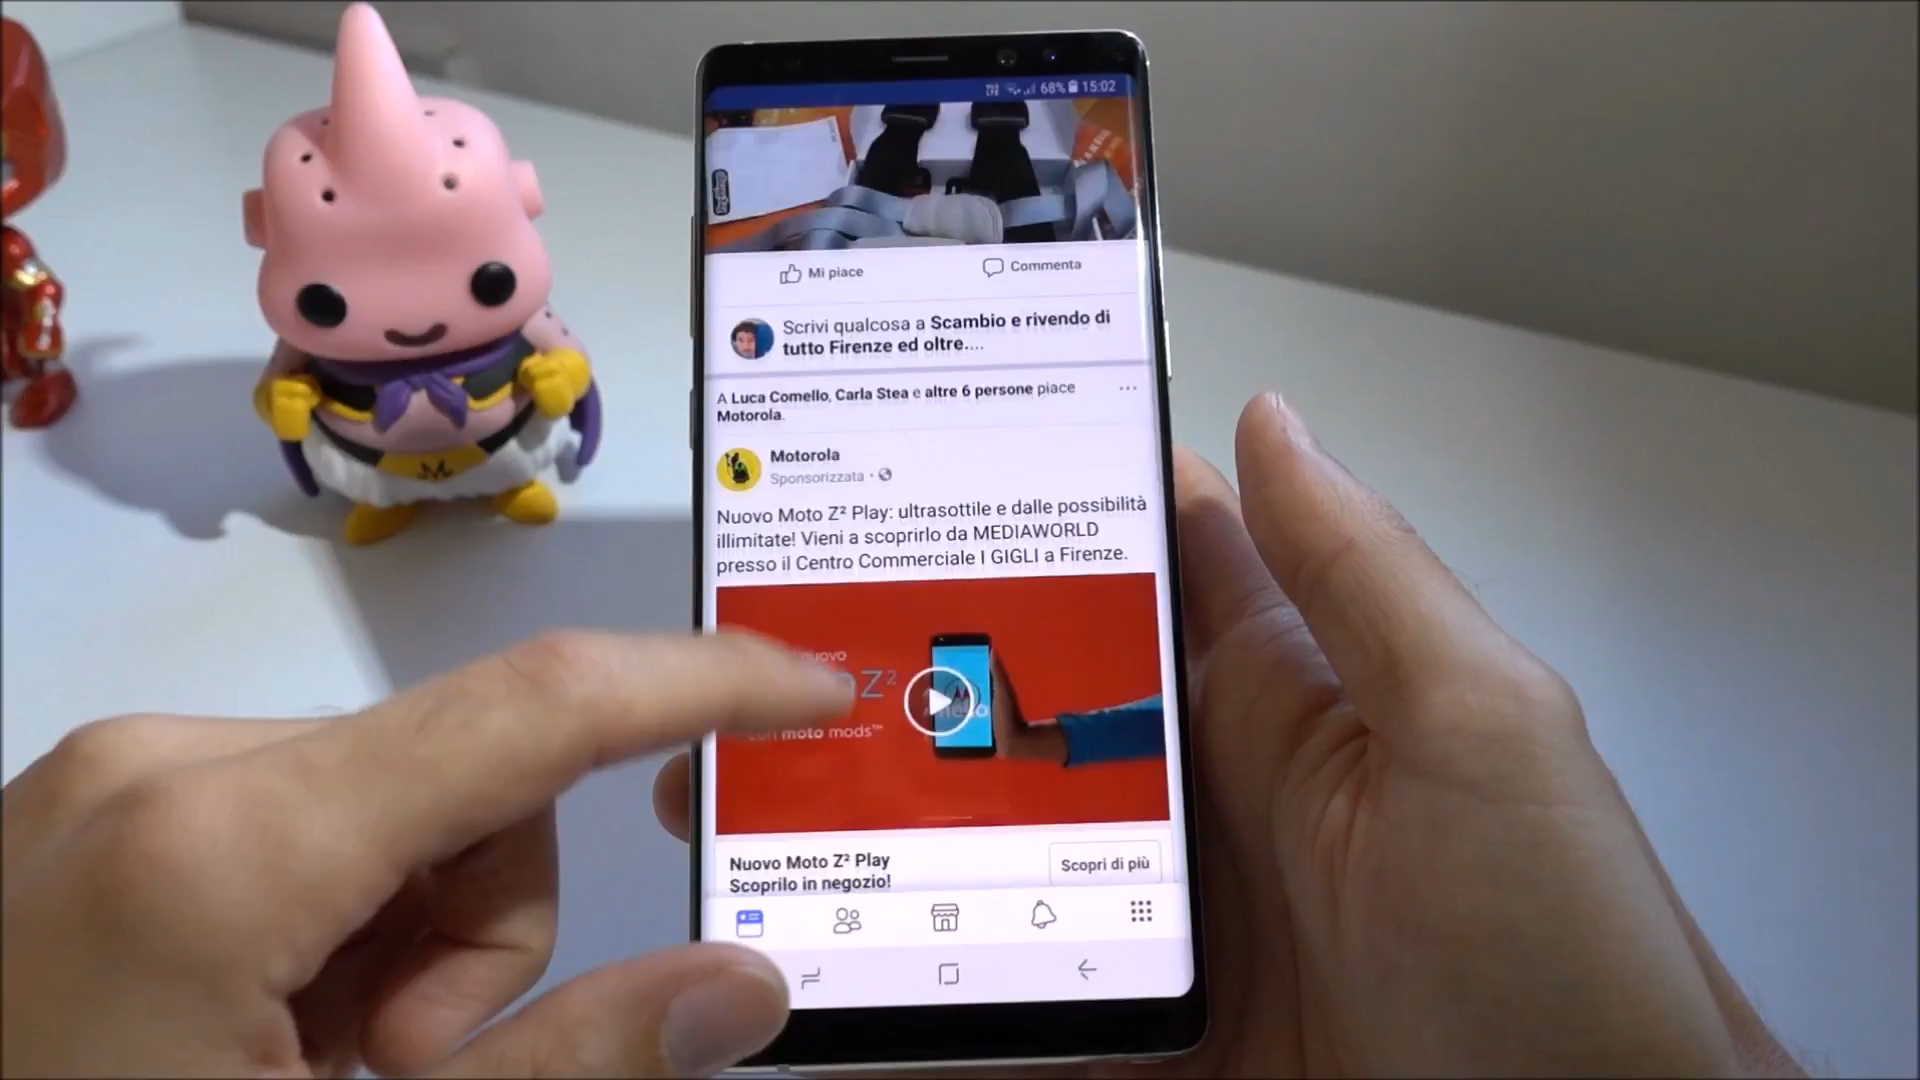 68% 15:02
Mi piace
Commenta
Scrivi qualcosa a Scambio e rivendo di
tutto Firenze ed oltre....
A Luca Comello, Carla Stea e altre 6 persone piace
Motorola.
Motorola
Sponsorizzata
Nuovo Moto Z² Play: ultrasottile e dalle possibilità
illimitate! Vieni a scoprirlo da MEDIAWORLD
presso il Centro Commerciale I GIGLI a Firenze.
Z²
moto mods™
Nuovo Moto Z² Play
Scoprilo in negozio!
Scopri di più